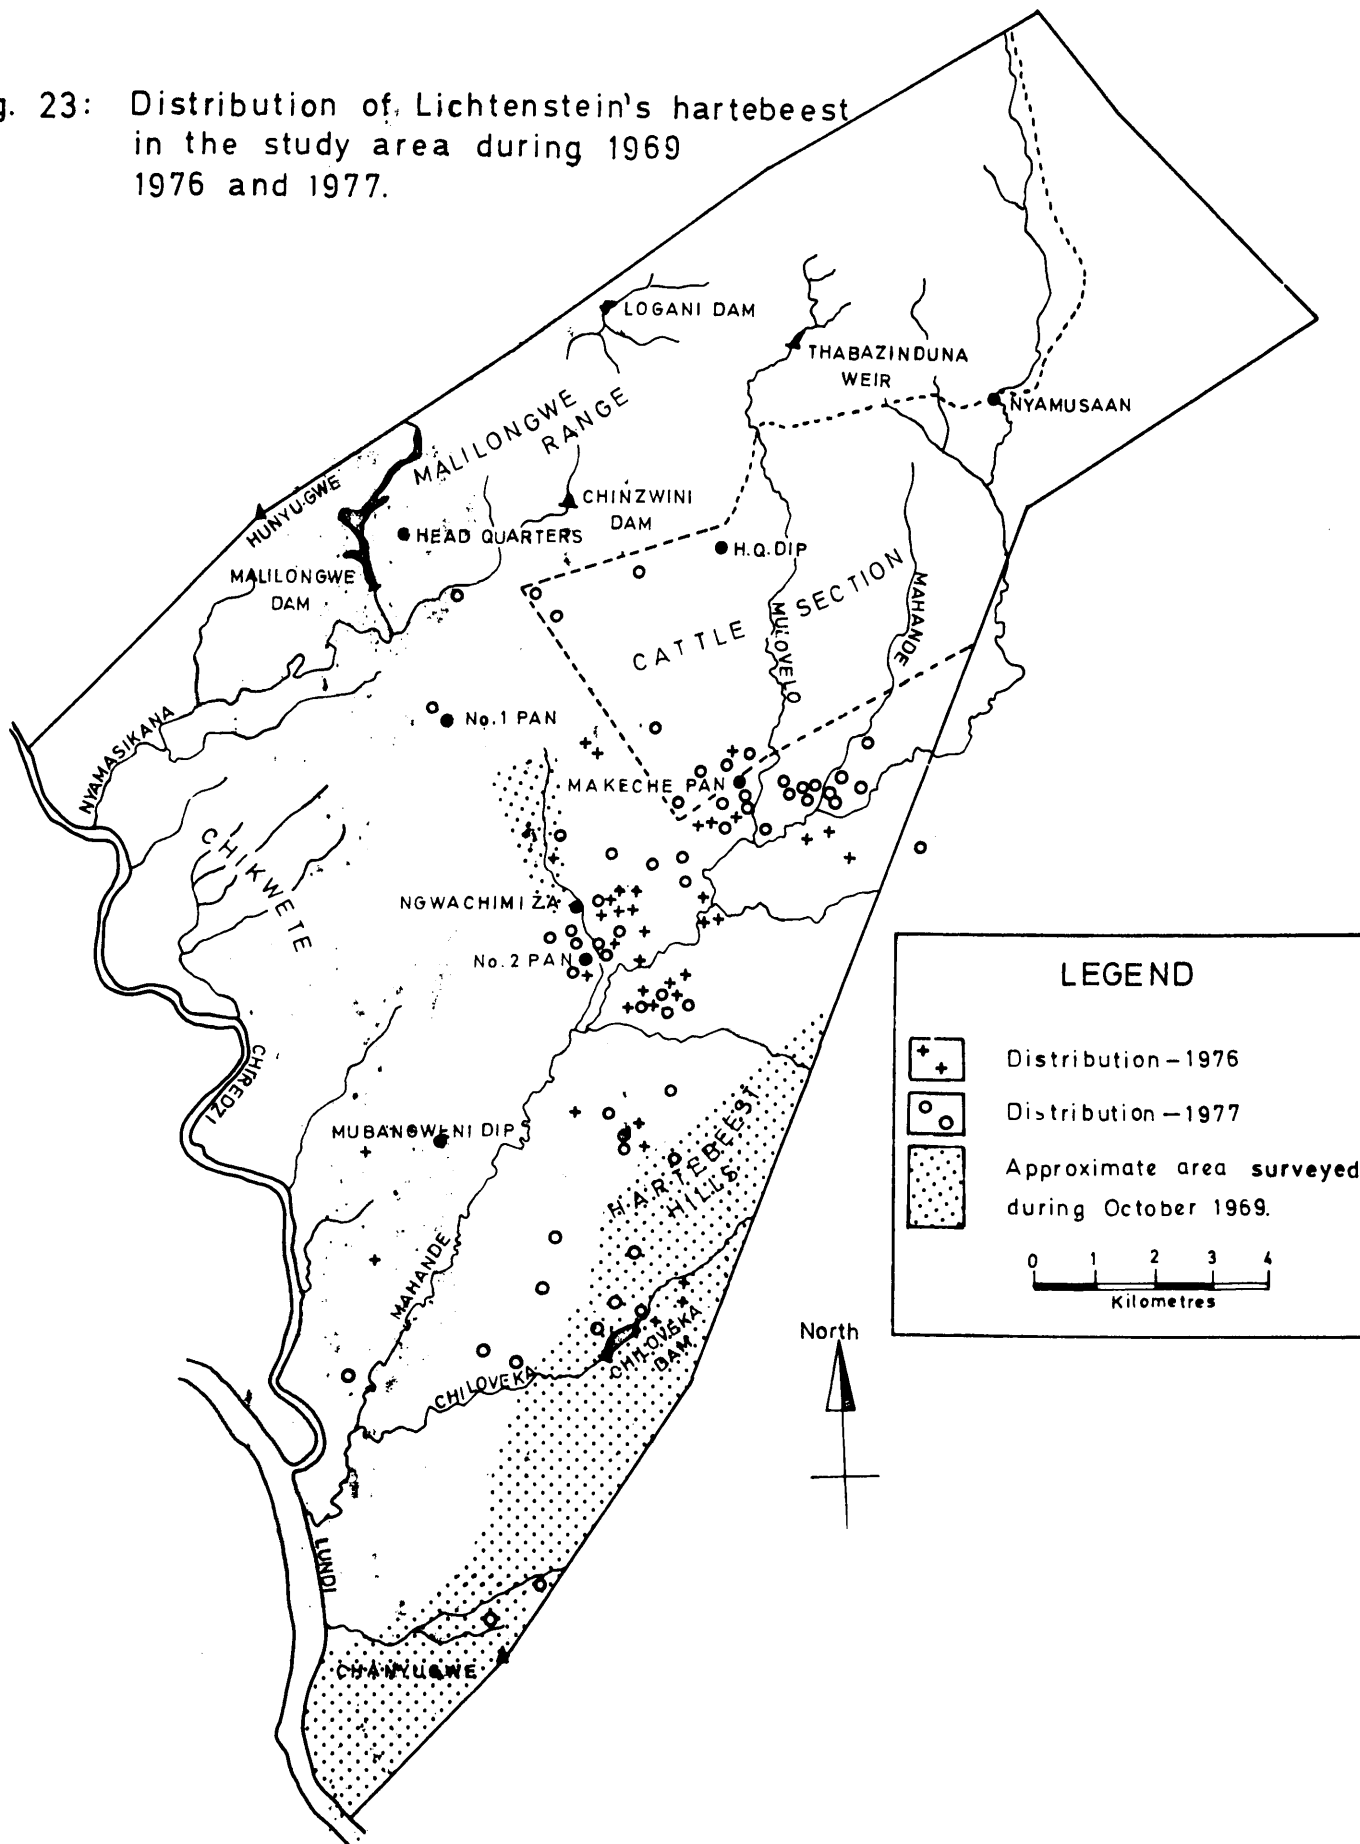 g. 23: Distribution of Lichtenstein's hartebeest
in the study area during 1969
1976 and 1977.
LOGANI DAM
THABAZINDUNA
WEIR
NYAMUSAAN
MALILONGWE
RANGE
HUNYUGWE
HEAD QUARTERS
CHINZWINI
DAM
H.Q. DIP
MALILONGWE
DAM
CATTLE SECTION
MULOVELO
MAHANDE
NYAMASIKANA
No.1 PAN
MAKECHE PAN
CHIKWETE
NGWACHIMIZA
No.2 PAN
CHIREDZI
MUBANGWENI DIP
HARTEBEEST
HILLS
MAHANDE
CHILOVEKA
DAM
CHILOVEKA
LUNDI
CHANYUGWE
LEGEND
Distribution-1976
Distribution-1977
Approximate area surveyed
during October 1969.
0 1 2 3 4
Kilometres
North